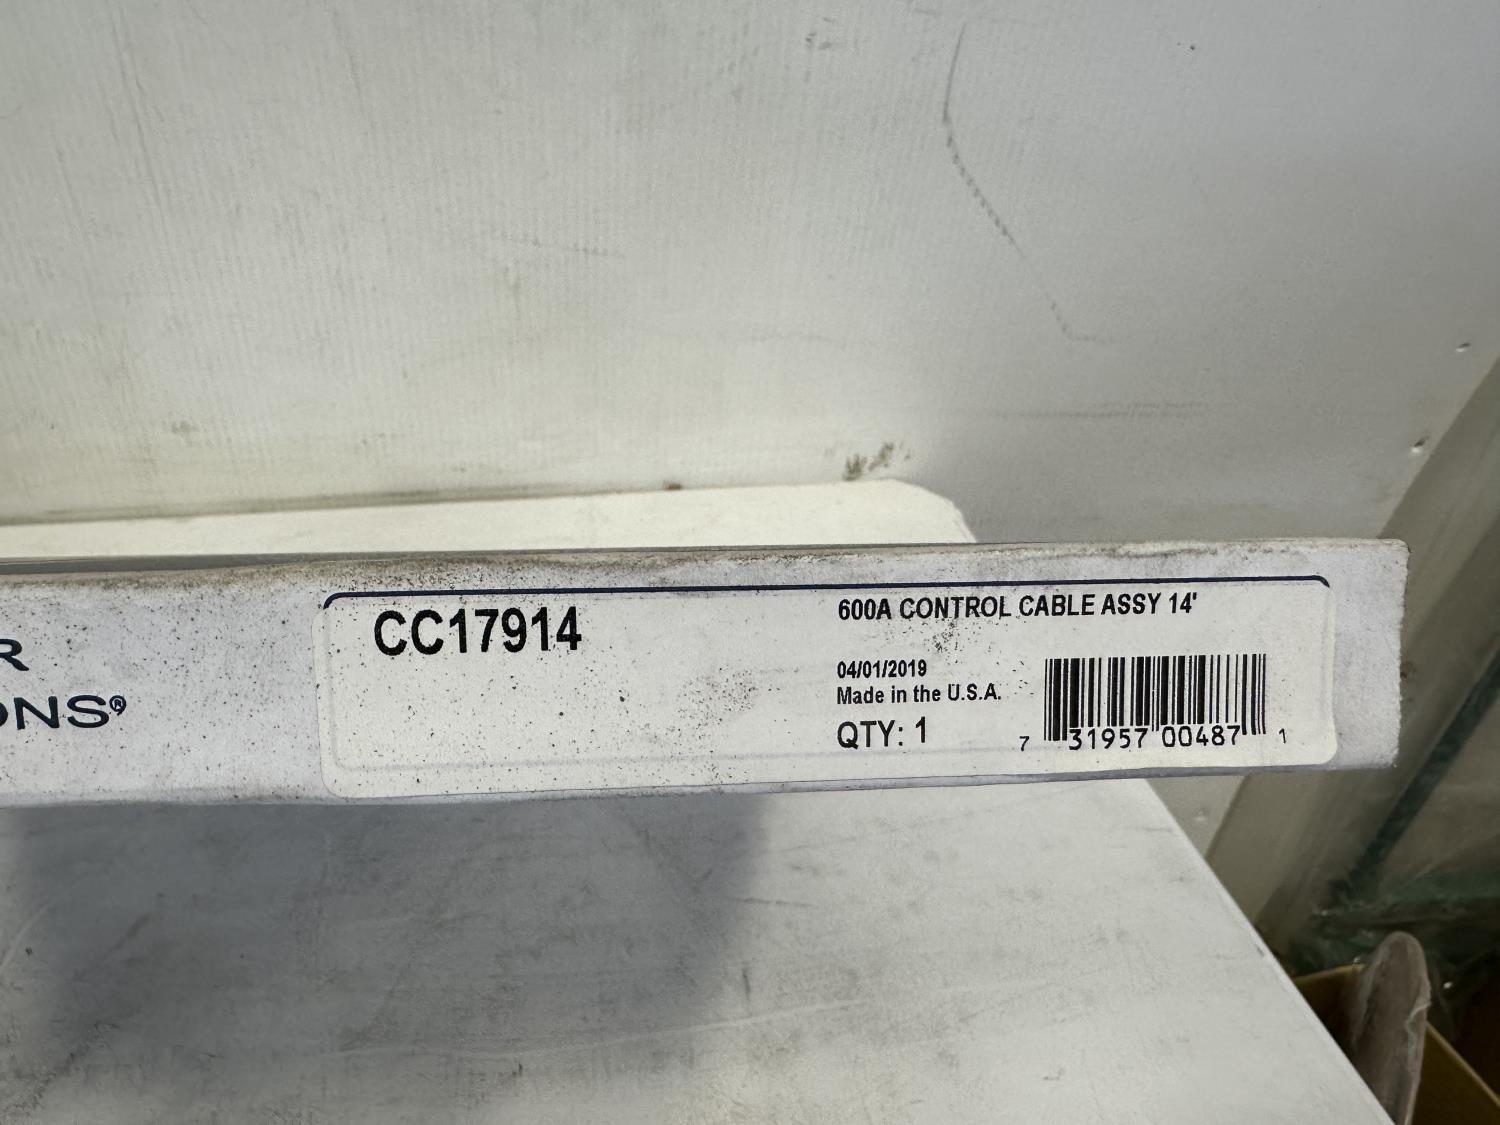 R
ONS®
CC17914
600A CONTROL CABLE ASSY 14'
04/01/2019
Made in the U.S.A.
QTY: 1
7 31957 00487 1